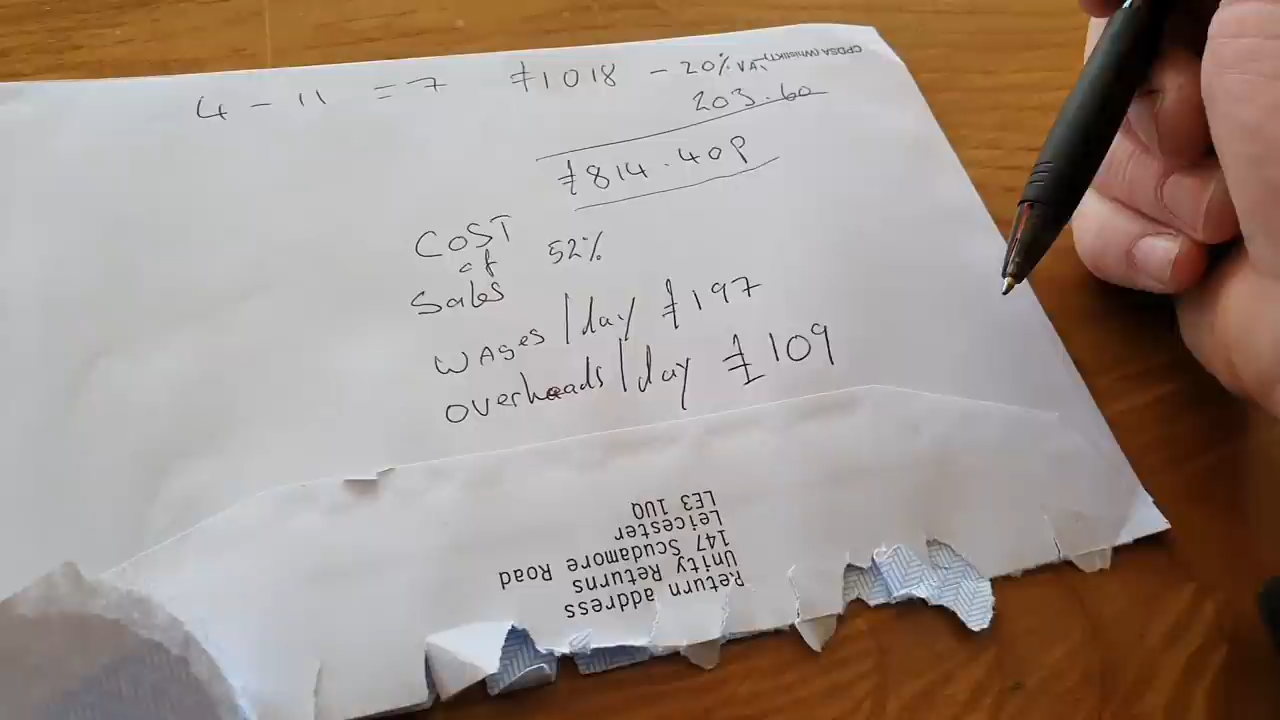 4 - 11 = 7 £1018 - 20% VAT
203.60
£814.40P
COST
of 52%
Sales
WAges / day £197
overheads / day £109
Return address
Unity Returns
147 Scudamore Road
Leicester
LE3 1UQ